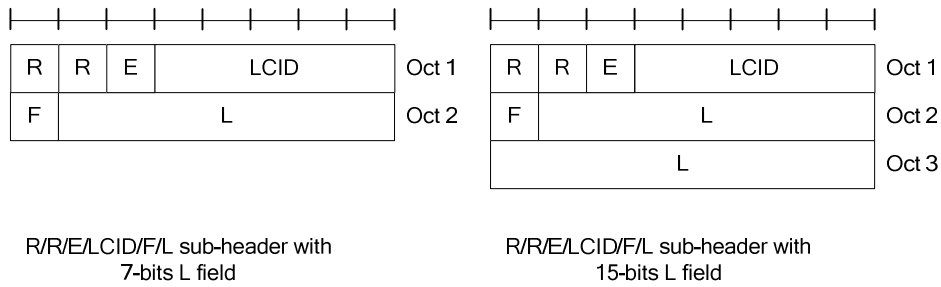 R R E LCID Oct 1
F L Oct 2
R/R/E/LCID/F/L sub-header with
7-bits L field
R R E LCID Oct 1
F L Oct 2
L Oct 3
R/R/E/LCID/F/L sub-header with
15-bits L field